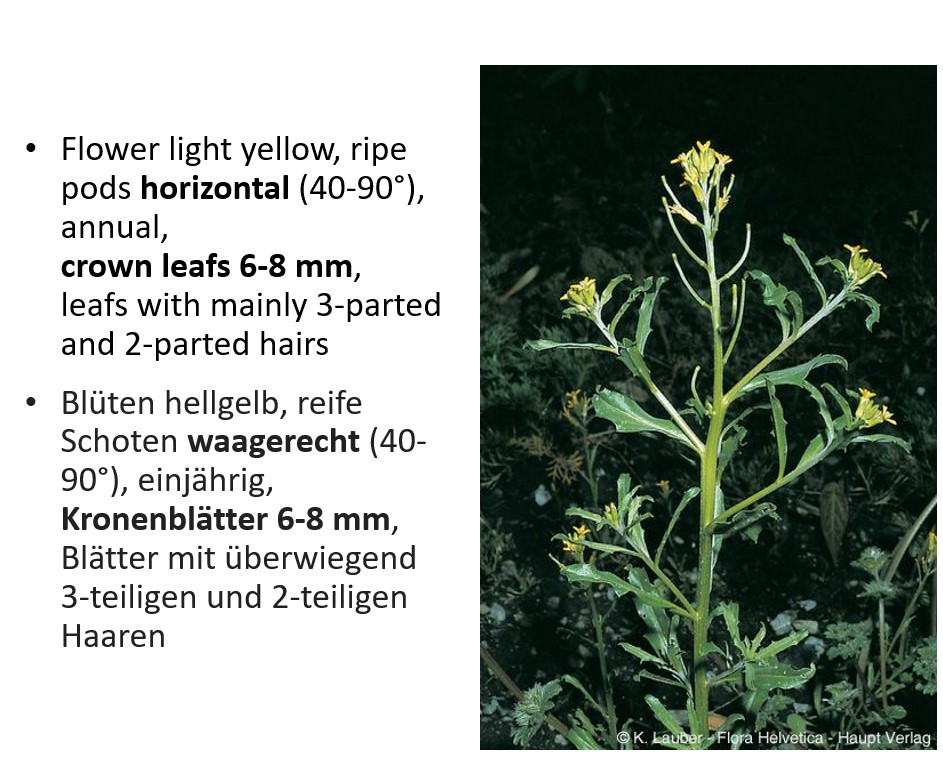 • Flower light yellow, ripe
pods horizontal (40-90°),
annual,
crown leafs 6-8 mm,
leafs with mainly 3-parted
and 2-parted hairs
• Blüten hellgelb, reife
Schoten waagerecht (40-
90°), einjährig,
Kronenblätter 6-8 mm,
Blätter mit überwiegend
3-teiligen und 2-teiligen
Haaren
© K. Lauber - Flora Helvetica - Haupt Verlag